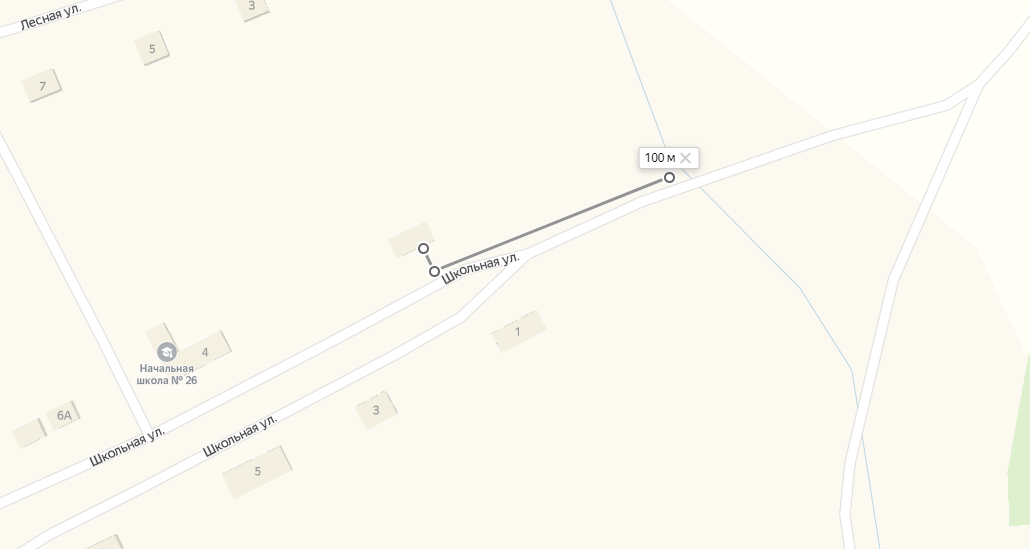 Лесная ул.
3
5
7
100 м
Школьная ул.
1
4
Начальная
школа № 26
3
6А
Школьная ул.
Школьная ул.
5